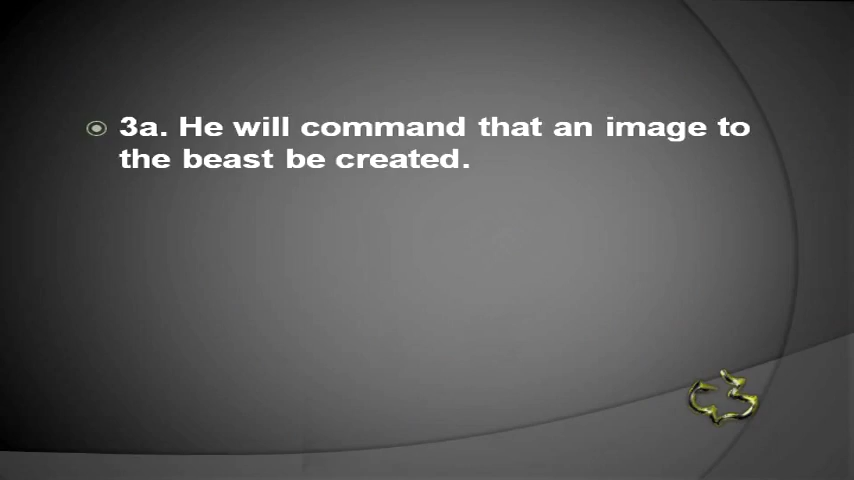 3a. He will command that an image to
the beast be created.